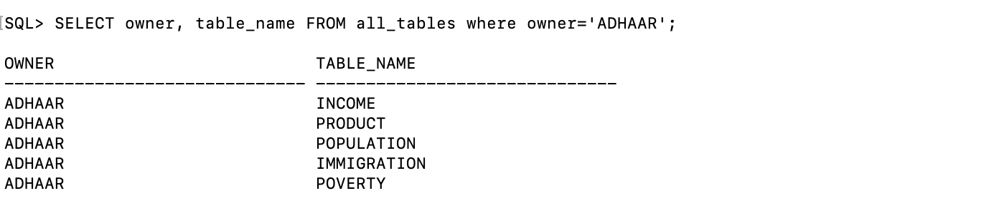 SQL> SELECT owner, table_name FROM all_tables where owner='ADHAAR';
OWNER TABLE_NAME
------------------------------ ------------------------------
ADHAAR INCOME
ADHAAR PRODUCT
ADHAAR POPULATION
ADHAAR IMMIGRATION
ADHAAR POVERTY